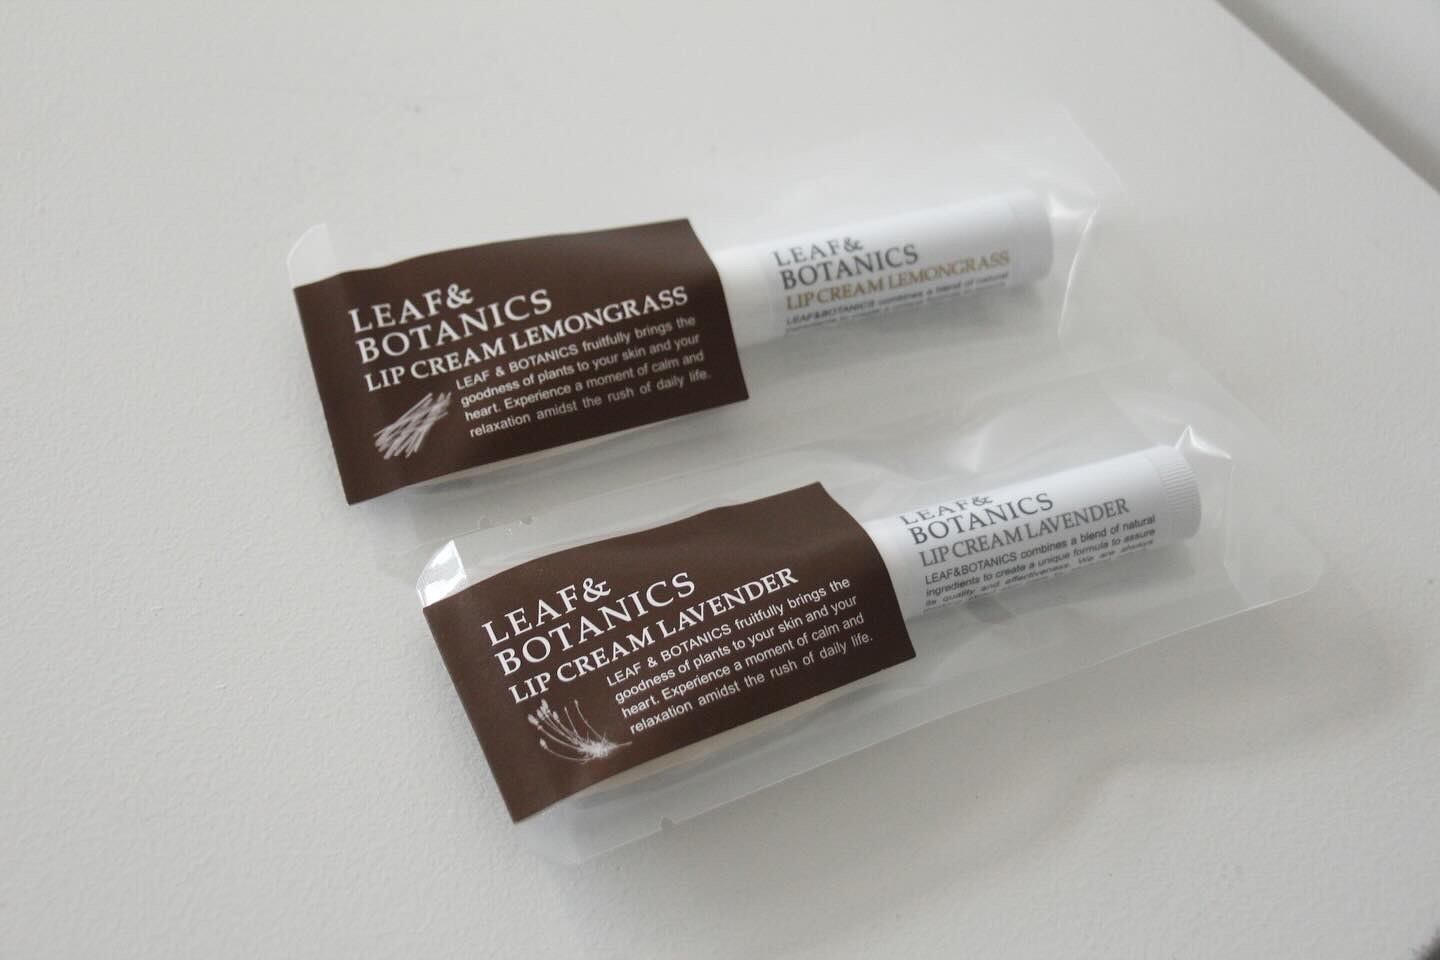 LEAF&
BOTANICS
LIP CREAM LEMONGRASS
LEAF & BOTANICS fruitfully brings the
goodness of plants to your skin and your
heart. Experience a moment of calm and
relaxation amidst the rush of daily life.
LEAF&
BOTANICS
LIP CREAM LEMONGRASS
LEAF&BOTANICS combines a blend of natural
LEAF&
BOTANICS
LIP CREAM LAVENDER
LEAF & BOTANICS fruitfully brings the
goodness of plants to your skin and your
heart. Experience a moment of calm and
relaxation amidst the rush of daily life.
LEAF&
BOTANICS
LIP CREAM LAVENDER
LEAF&BOTANICS combines a blend of natural
ingredients to create a unique formula to assure
its quality and effectiveness. We are always